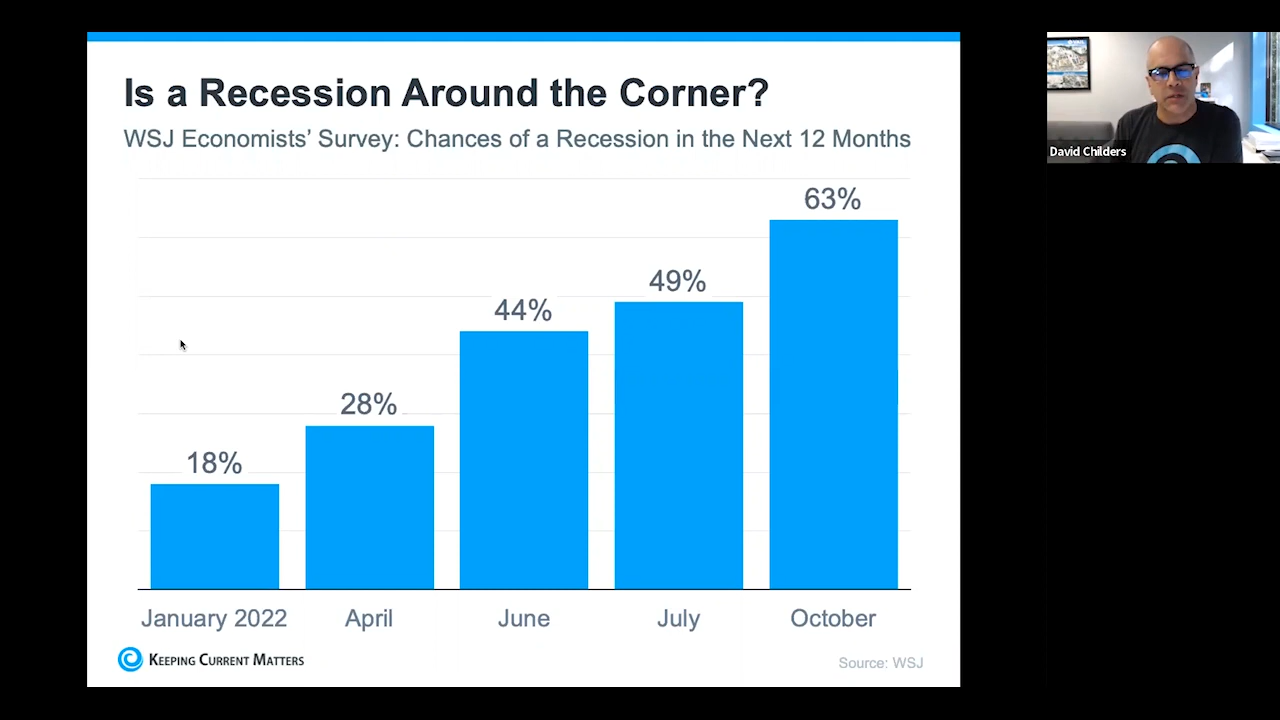 Is a Recession Around the Corner?
WSJ Economists' Survey: Chances of a Recession in the Next 12 Months
18%
28%
44%
49%
63%
January 2022
April
June
July
October
KEEPING CURRENT MATTERS
Source: WSJ
David Childers